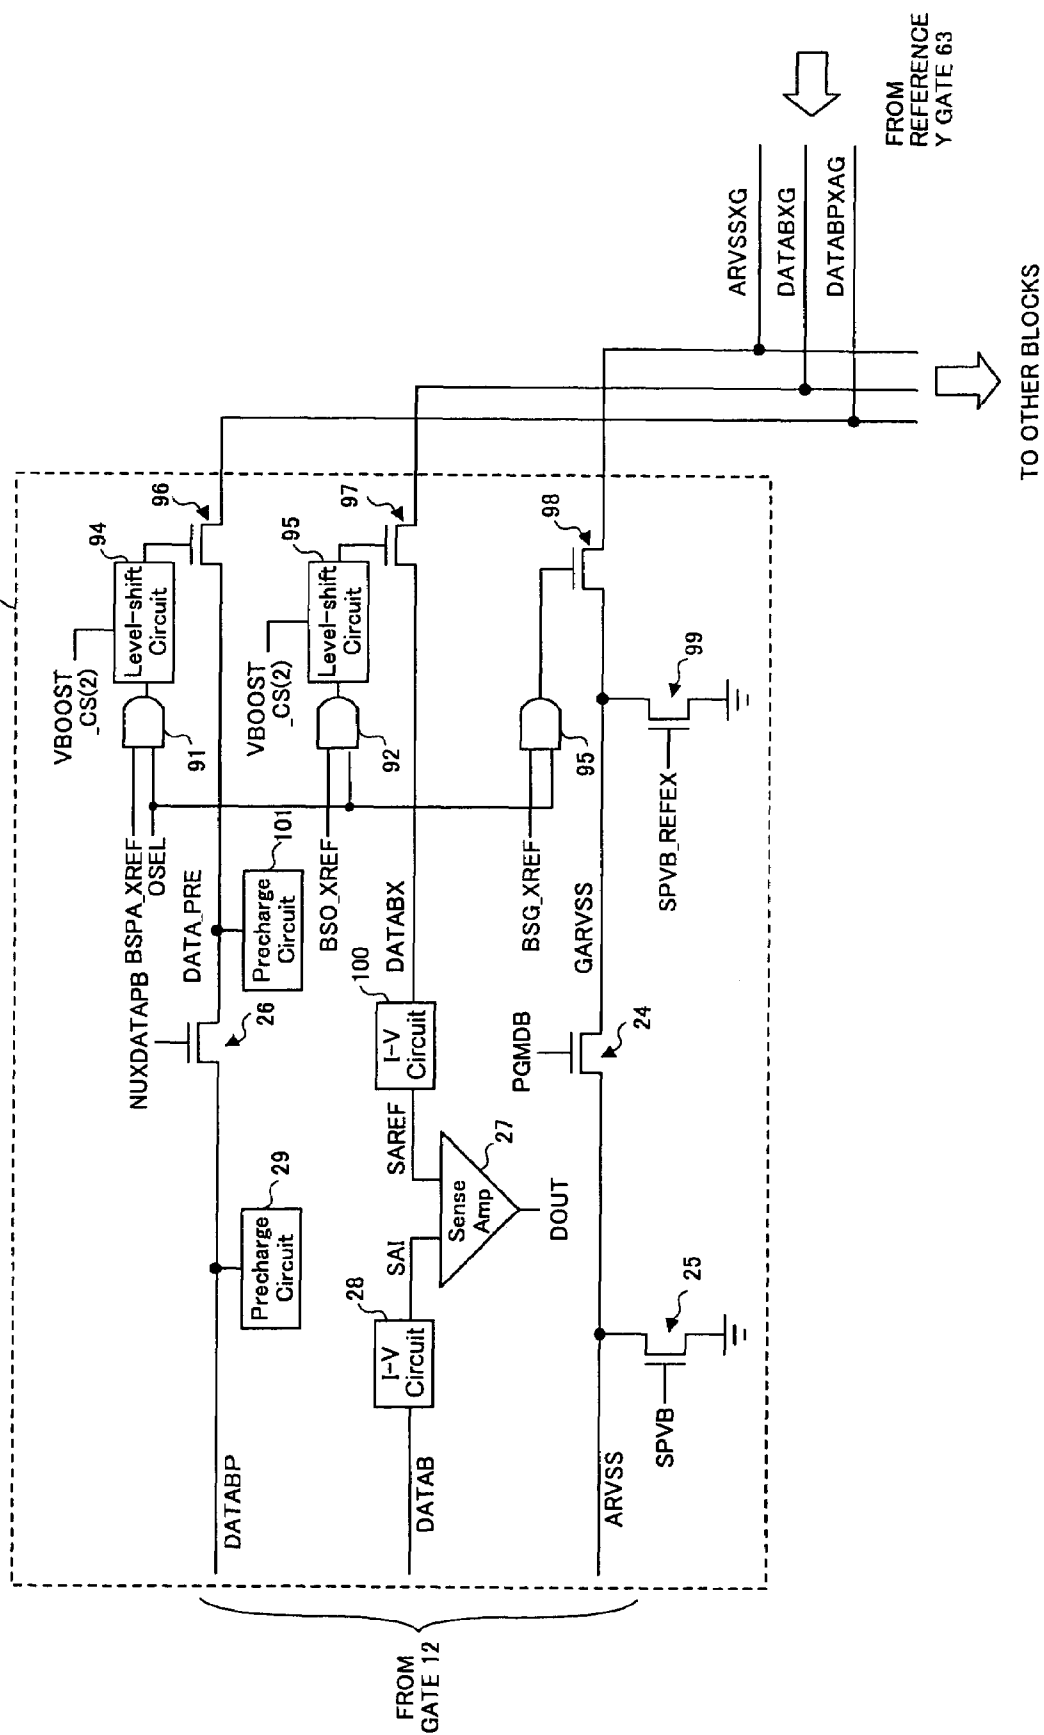 FROM
GATE 12
DATABP
DATAB
ARVSS
Precharge
Circuit
29
I-V
Circuit
28
SAI
Sense
Amp
27
DOUT
SAREF
SPVB
25
NUXDATAPB
26
I-V
Circuit
100
PGMDB
24
BSPA_XREF
OSEL
DATA_PRE
Precharge
Circuit
101
BSO_XREF
DATABX
BSG_XREF
GARVSS
SPVB_REFEX
99
VBOOST
_CS(2)
91
Level-shift
Circuit
94
96
VBOOST
_CS(2)
92
Level-shift
Circuit
95
97
95
98
ARVSSXG
DATABXG
DATABPXAG
TO OTHER BLOCKS
FROM
REFERENCE
Y GATE 63